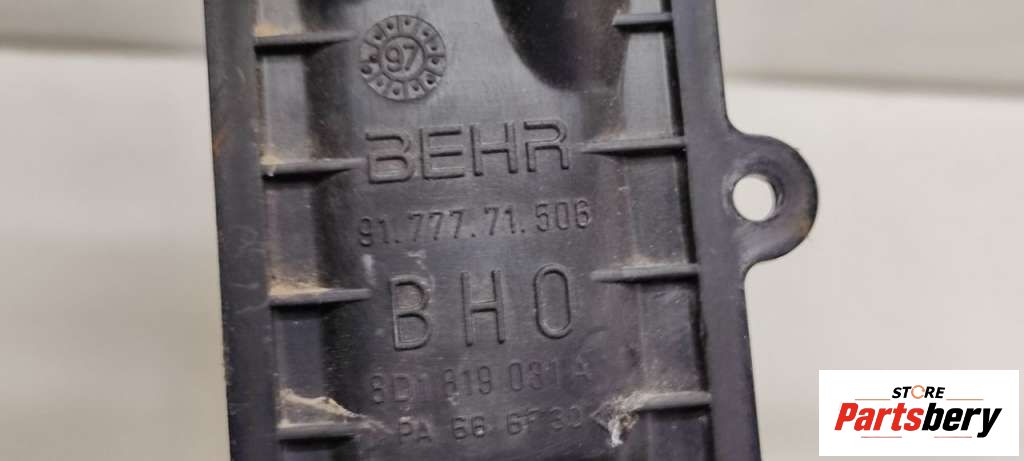 97
BEHR
91.777.71.506
BHO
8D1 819 031 A
PA 66 GF30
STORE
Partsbery